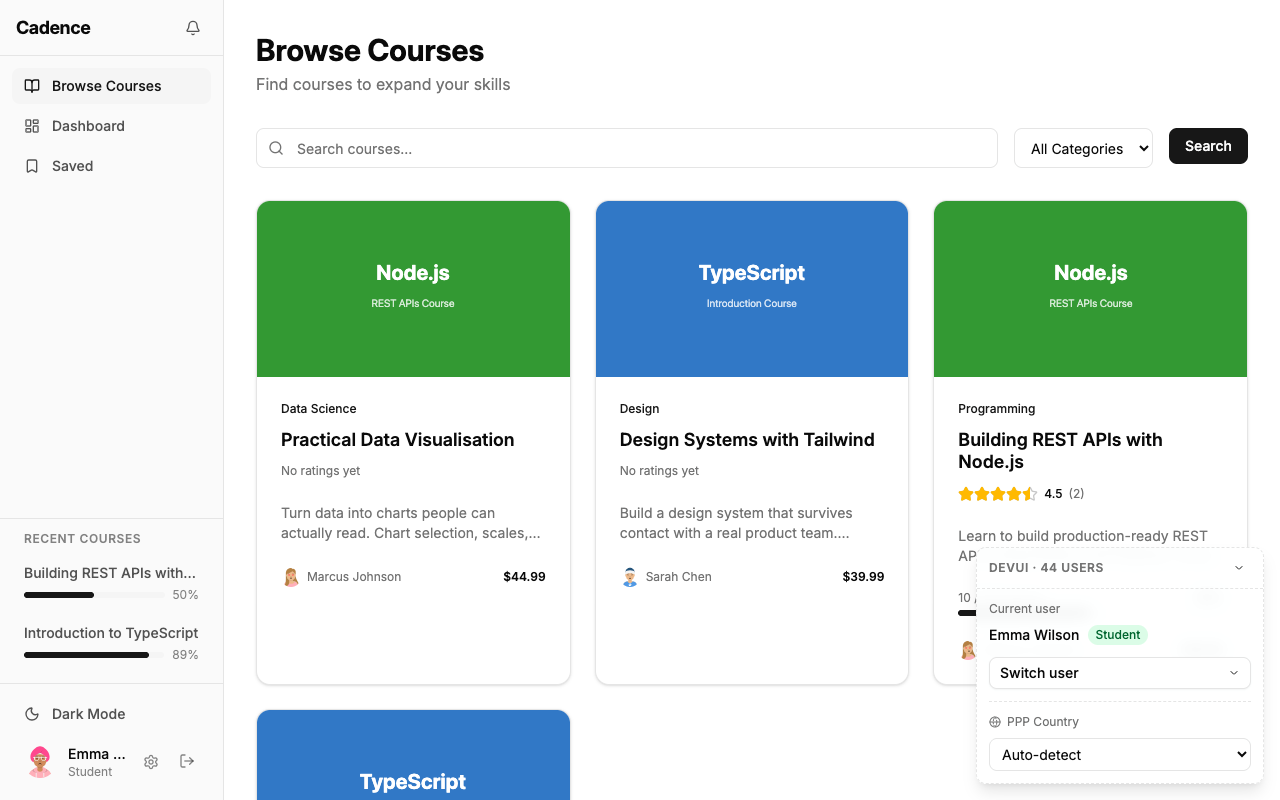 Cadence
Browse Courses
Dashboard
Saved
RECENT COURSES
Building REST APIs with...
50%
Introduction to TypeScript
89%
Dark Mode
Emma ...
Student
Browse Courses
Find courses to expand your skills
Search courses...
All Categories
Search
Node.js
REST APIs Course
Data Science
Practical Data Visualisation
No ratings yet
Turn data into charts people can
actually read. Chart selection, scales,...
Marcus Johnson
$44.99
TypeScript
Introduction Course
Design
Design Systems with Tailwind
No ratings yet
Build a design system that survives
contact with a real product team....
Sarah Chen
$39.99
Node.js
REST APIs Course
Programming
Building REST APIs with
Node.js
4.5 (2)
Learn to build production-ready REST
10
TypeScript
DEVUI · 44 USERS
Current user
Emma Wilson
Student
Switch user
PPP Country
Auto-detect